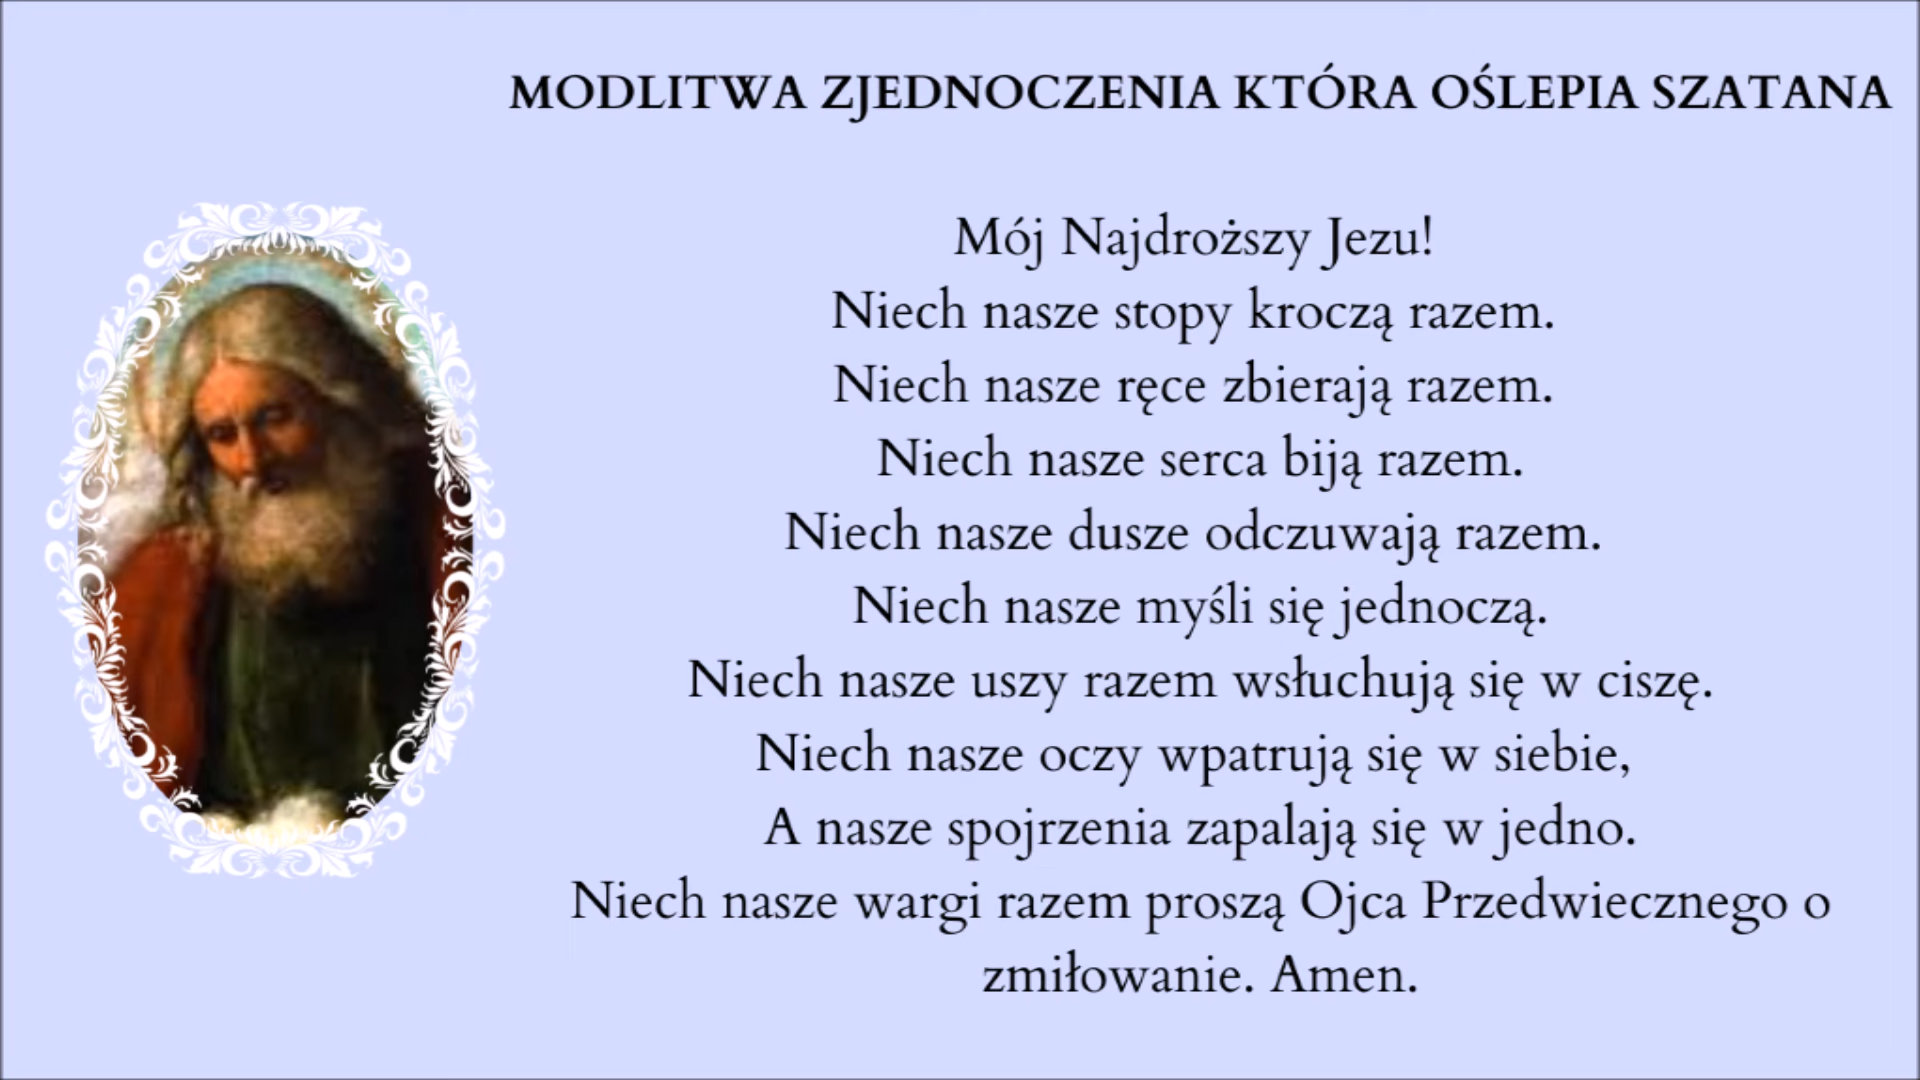 MODLITWA ZJEDNOCZENIA KTÓRA OŚLEPIA SZATANA
Mój Najdroższy Jezu!
Niech nasze stopy kroczą razem.
Niech nasze ręce zbierają razem.
Niech nasze serca biją razem.
Niech nasze dusze odczuwają razem.
Niech nasze myśli się jednoczą.
Niech nasze uszy razem wsłuchują się w ciszę.
Niech nasze oczy wpatrują się w siebie,
A nasze spojrzenia zapalają się w jedno.
Niech nasze wargi razem proszą Ojca Przedwiecznego o
zmiłowanie. Amen.